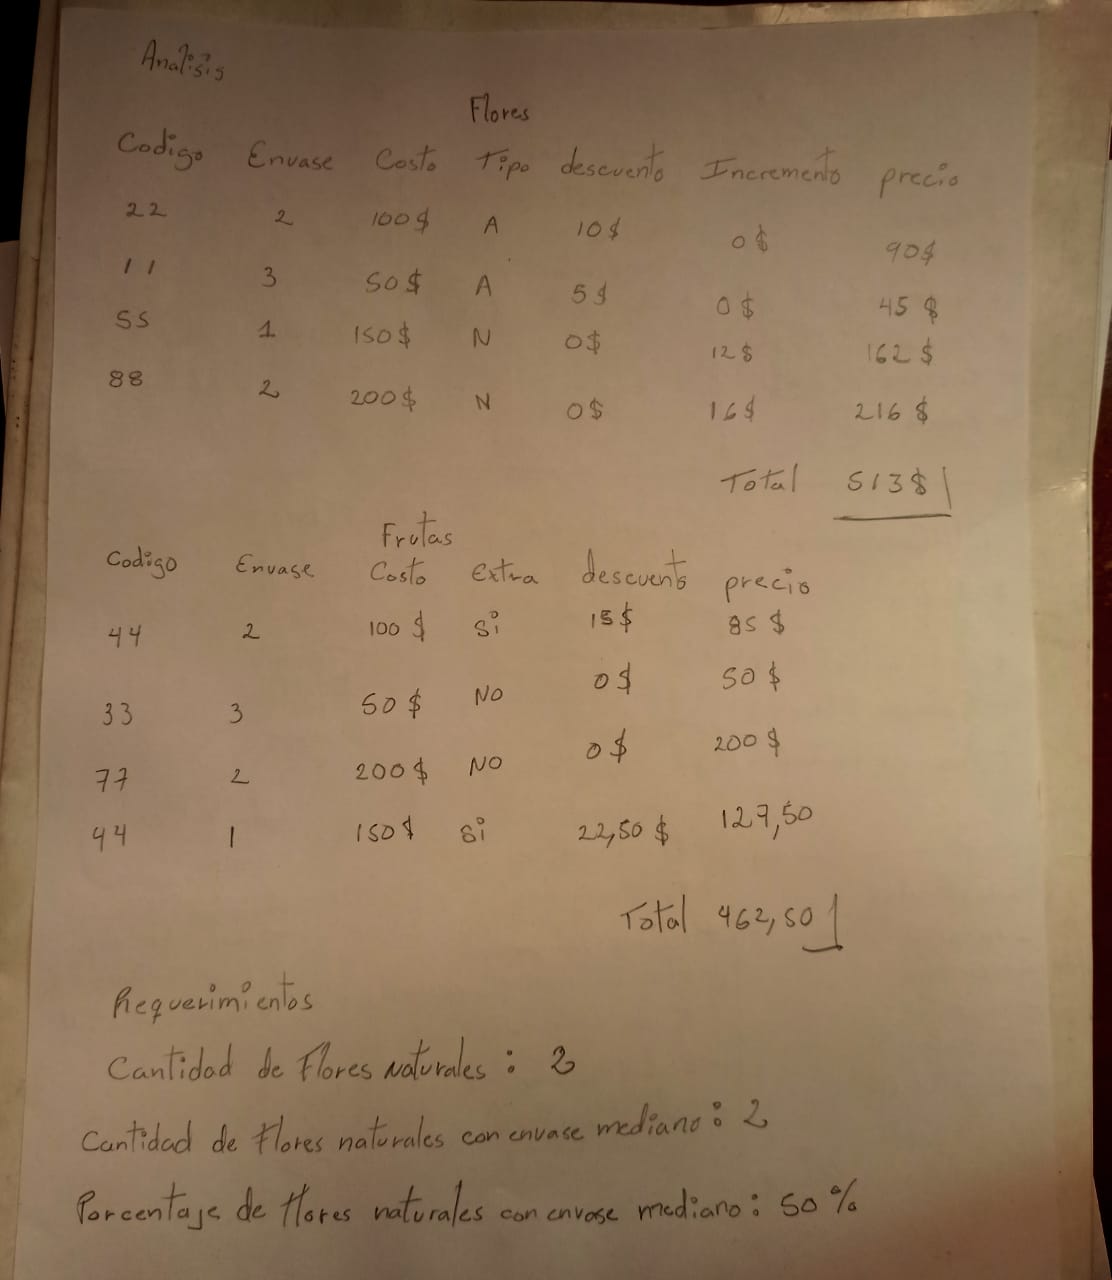 Analisis
Flores
Codigo Envase Costo Tipo descuento Incremento precio
22 2 100$ A 10$ 0$ 90$
11 3 50$ A 5$ 0$ 45$
55 1 150$ N 0$ 12$ 162$
88 2 200$ N 0$ 16$ 216$
Total 513$
Frutas
Codigo Envase Costo Extra descuento precio
44 2 100$ Si 15$ 85$
33 3 50$ NO 0$ 50$
77 2 200$ NO 0$ 200$
44 1 150$ Si 22,50$ 127,50
Total 462,50
Requerimientos
Cantidad de Flores Naturales: 2
Cantidad de flores naturales con envase mediano: 2
Porcentaje de flores naturales con envase mediano: 50%